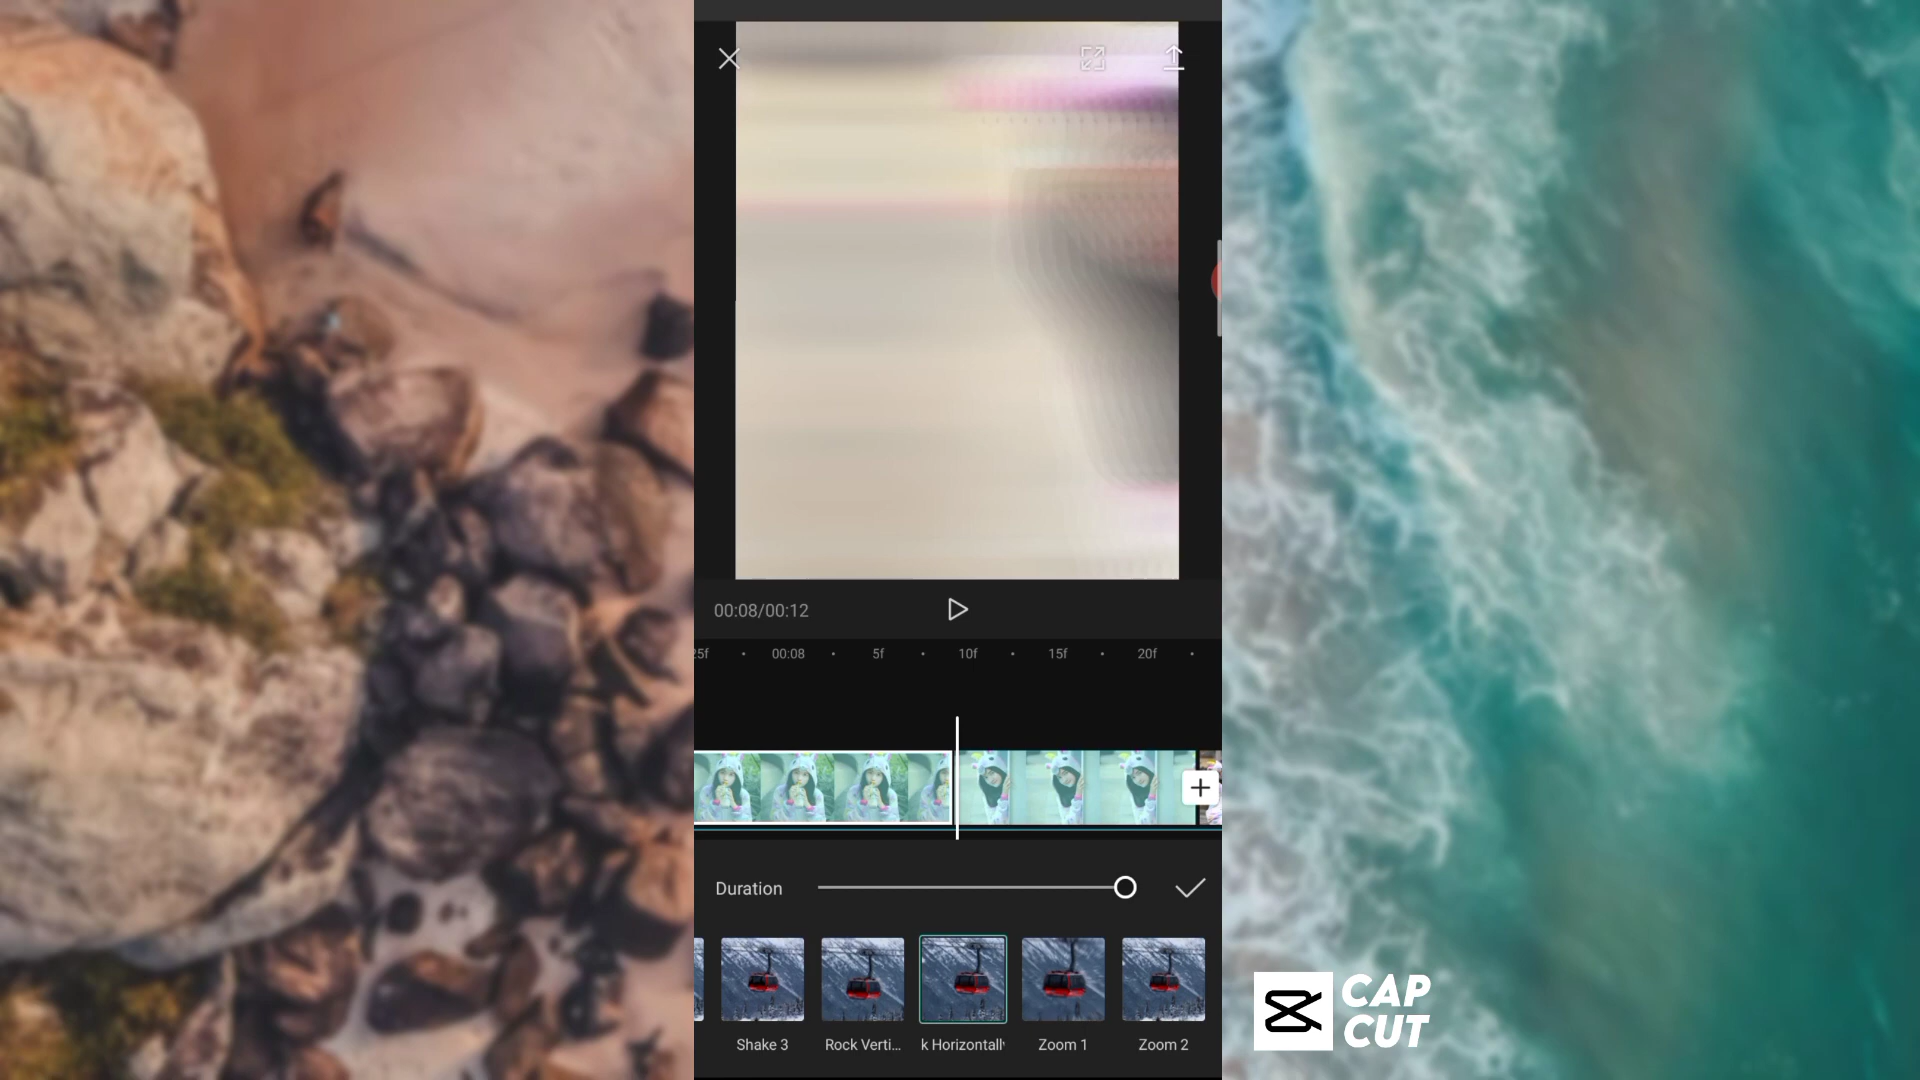 00:08/00:12
25f 00:08 5f 10f 15f 20f
Duration
Shake 3 Rock Verti... k Horizontally Zoom 1 Zoom 2
CAP
CUT